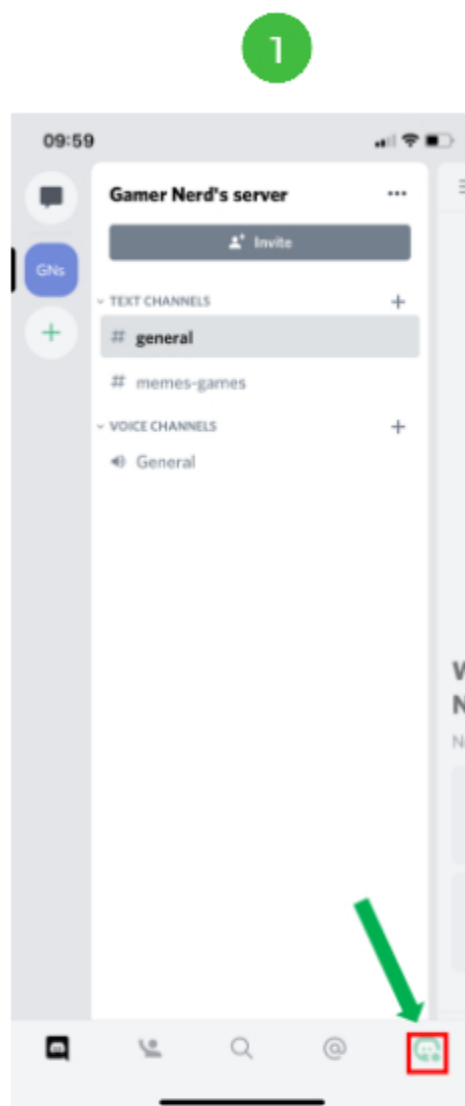 1
09:59
Gamer Nerd's server
Invite
GNs
TEXT CHANNELS
# general
# memes-games
VOICE CHANNELS
General